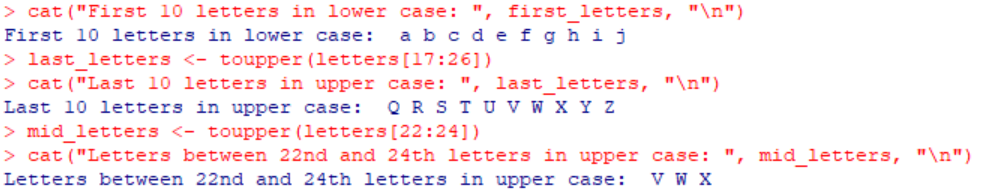 > cat("First 10 letters in lower case: ", first_letters, "\n")
First 10 letters in lower case:  a b c d e f g h i j
> last_letters <- toupper(letters[17:26])
> cat("Last 10 letters in upper case: ", last_letters, "\n")
Last 10 letters in upper case:  Q R S T U V W X Y Z
> mid_letters <- toupper(letters[22:24])
> cat("Letters between 22nd and 24th letters in upper case: ", mid_letters, "\n")
Letters between 22nd and 24th letters in upper case:  V W X